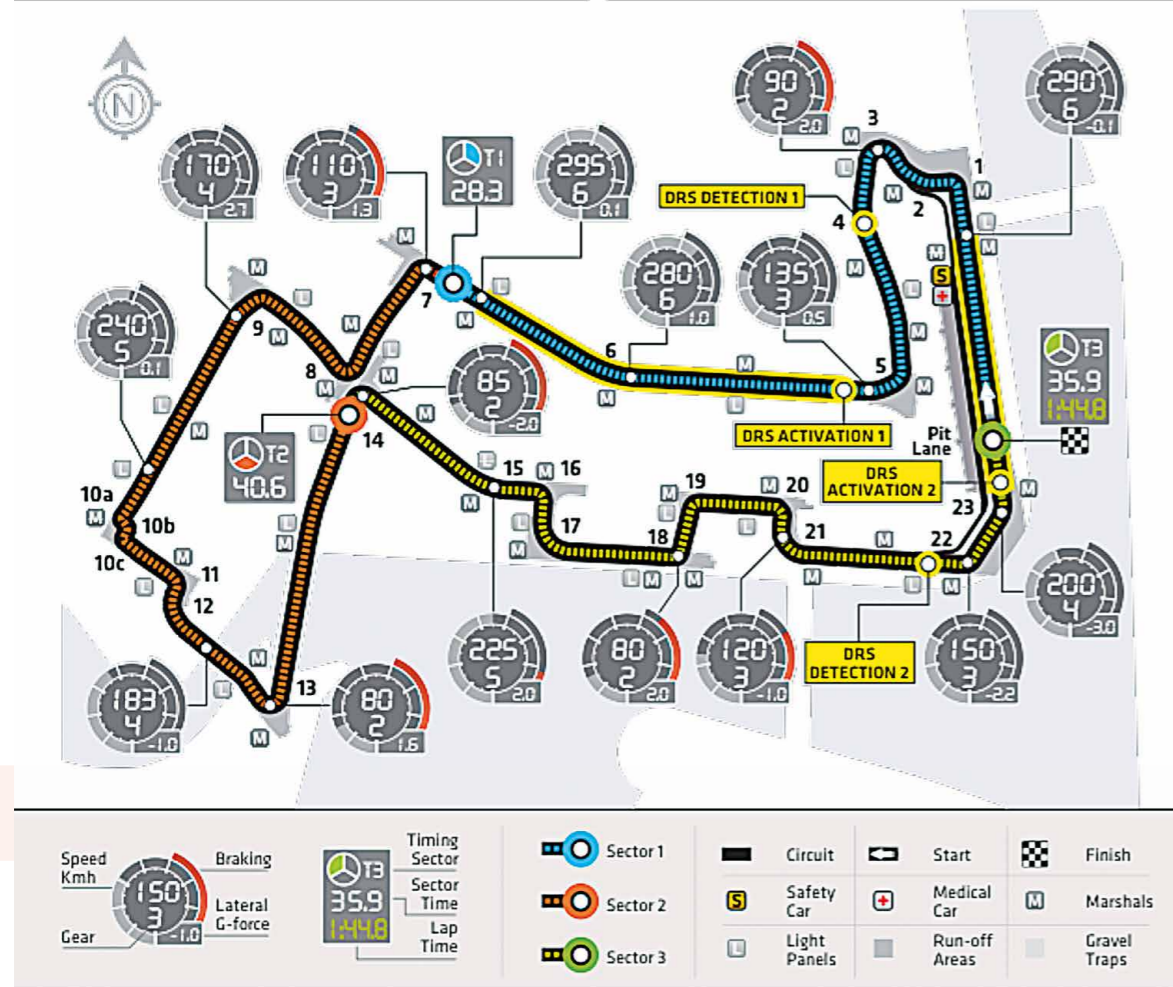 N
90
2
2.0
3
M
290
6
-0.1
1
M
170
4
2.7
110
3
1.3
T1
28.3
295
6
0.1
DRS DETECTION 1
L
M
2
L
M
4
M
M
S
L
M
7
L
M
280
6
1.0
135
3
0.5
M
L
9
M
240
5
0.1
M
8
L
M
6
M
M
L
5
M
T3
35.9
1:44.8
85
2
-2.0
L
M
L
14
M
T2
40.6
DRS ACTIVATION 1
Pit
Lane
DRS
ACTIVATION 2
L
15
M
M
16
M
19
M
20
L
23
M
10a
M
10b
10c
L
M
11
12
L
M
L
M
17
L
18
L
M
M
L
21
M
M
22
L
M
200
4
-3.0
DRS
DETECTION 2
225
5
2.0
80
2
2.0
120
3
-1.0
150
3
-2.2
183
4
-1.0
L
M
13
M
80
2
1.6
Speed
Kmh
Gear
150
3
-1.0
Braking
Lateral
G-force
T3
35.9
1:44.8
Timing
Sector
Sector
Time
Lap
Time
Sector 1
Sector 2
Sector 3
Circuit
Start
Finish
S
Safety
Car
Medical
Car
M
Marshals
L
Light
Panels
Run-off
Areas
Gravel
Traps